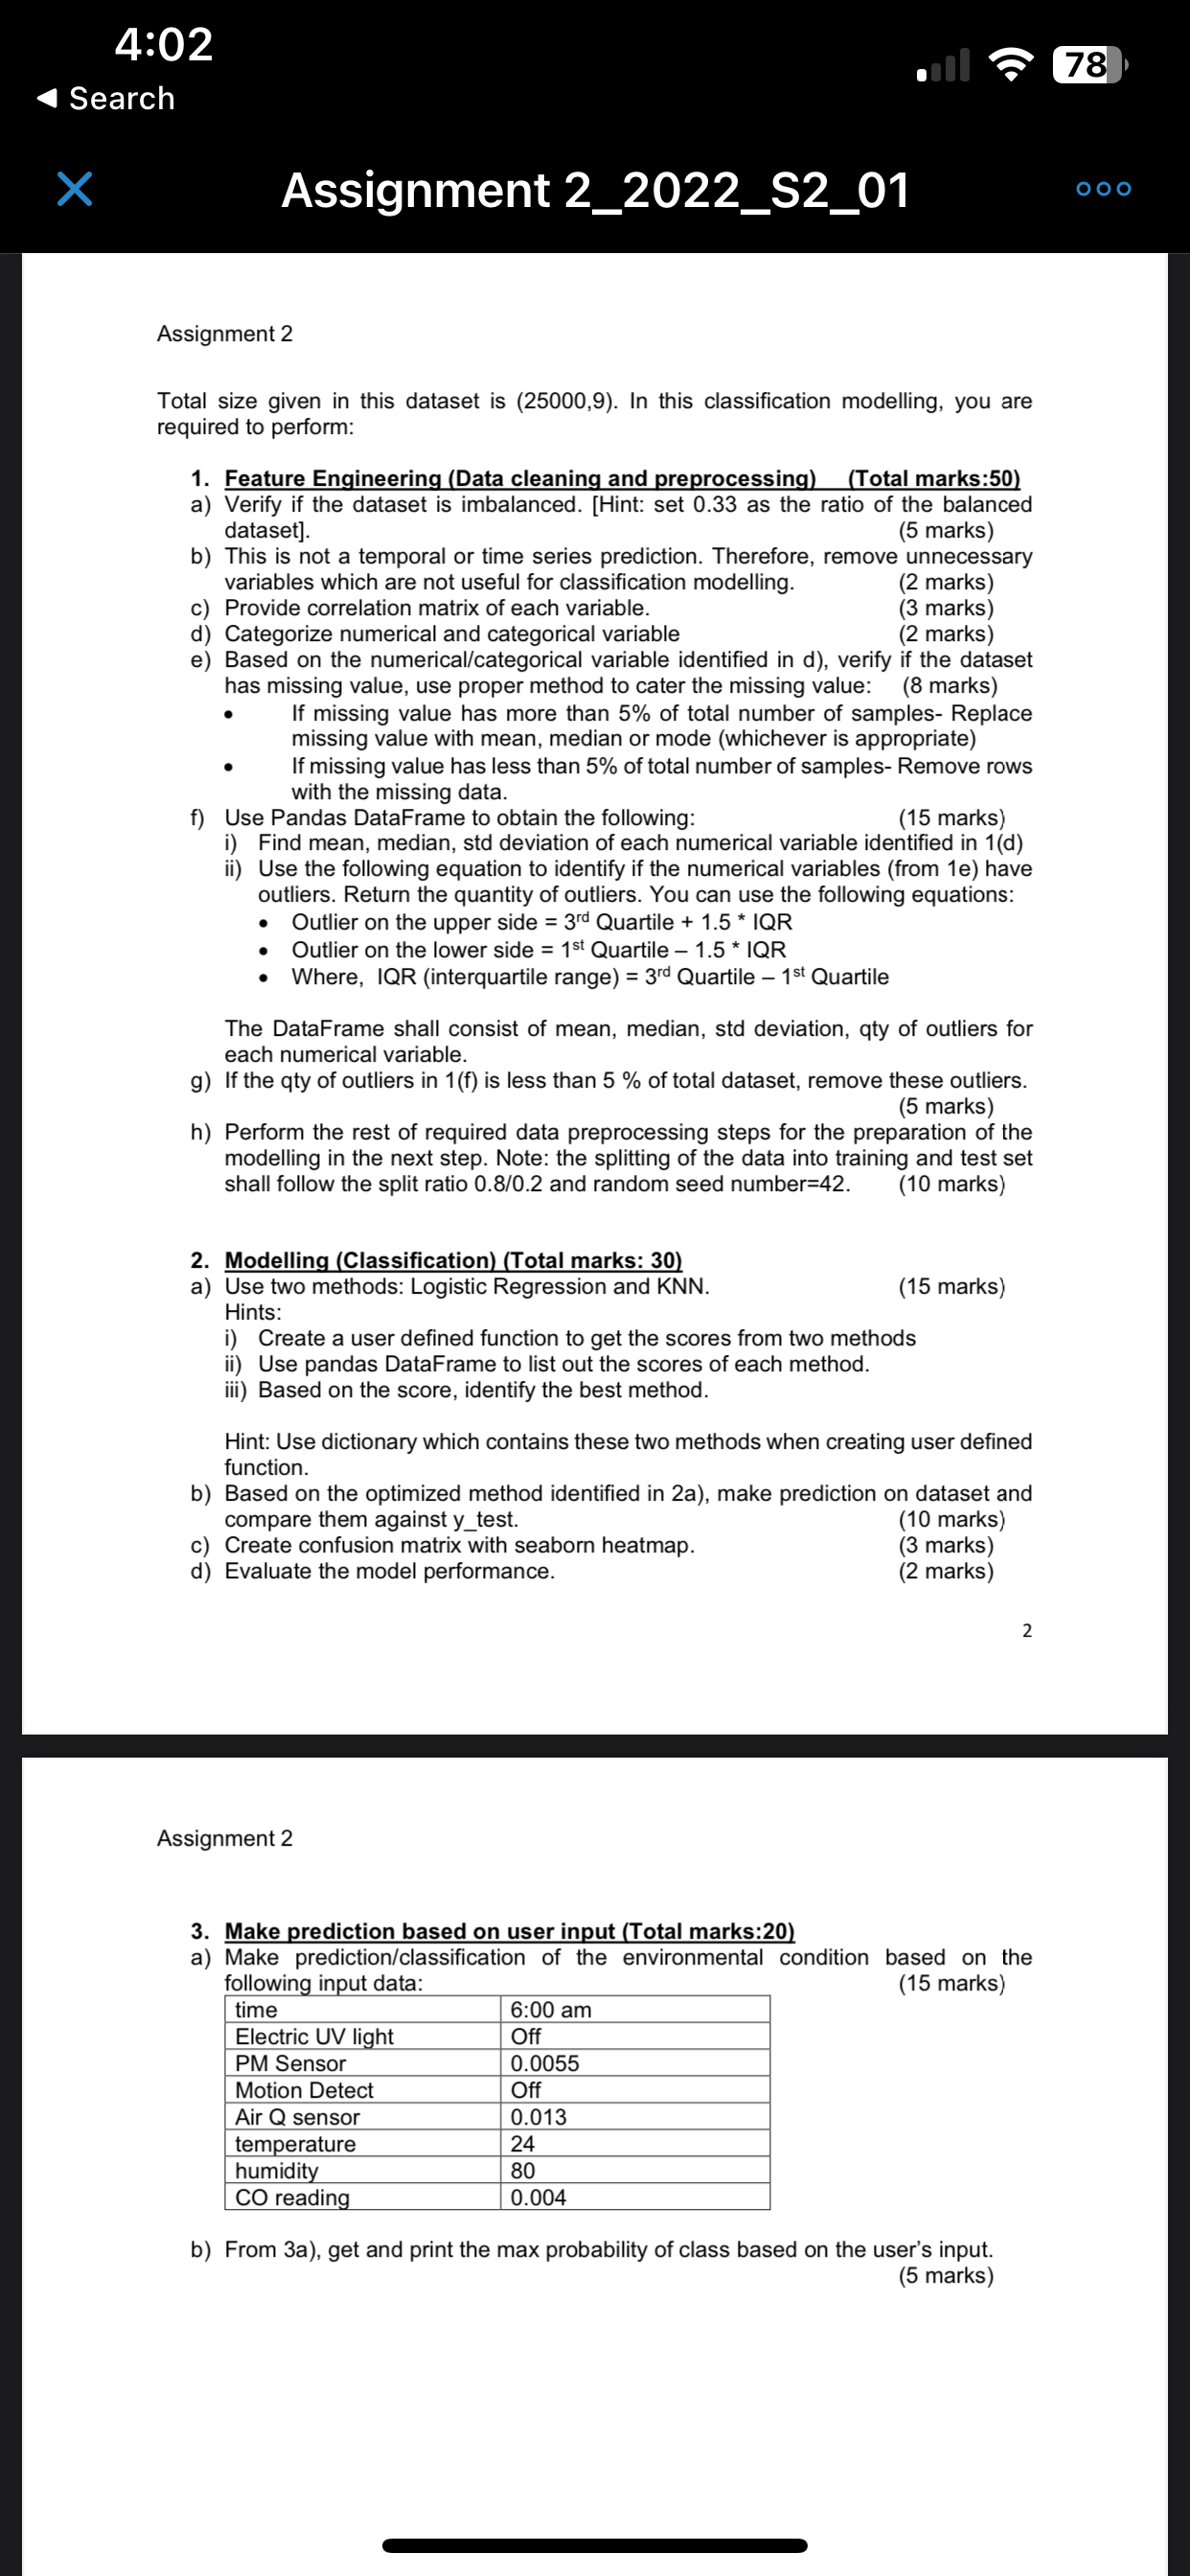 4:02
78
◀ Search
Assignment 2_2022_S2_01
Assignment 2
Total size given in this dataset is (25000,9). In this classification modelling, you are
required to perform:
1. Feature Engineering (Data cleaning and preprocessing) (Total marks:50)
a) Verify if the dataset is imbalanced. [Hint: set 0.33 as the ratio of the balanced
dataset]. (5 marks)
b) This is not a temporal or time series prediction. Therefore, remove unnecessary
variables which are not useful for classification modelling. (2 marks)
c) Provide correlation matrix of each variable. (3 marks)
d) Categorize numerical and categorical variable (2 marks)
e) Based on the numerical/categorical variable identified in d), verify if the dataset
has missing value, use proper method to cater the missing value: (8 marks)
• If missing value has more than 5% of total number of samples- Replace
missing value with mean, median or mode (whichever is appropriate)
• If missing value has less than 5% of total number of samples- Remove rows
with the missing data.
f) Use Pandas DataFrame to obtain the following: (15 marks)
i) Find mean, median, std deviation of each numerical variable identified in 1(d)
ii) Use the following equation to identify if the numerical variables (from 1e) have
outliers. Return the quantity of outliers. You can use the following equations:
• Outlier on the upper side = 3rd Quartile + 1.5 * IQR
• Outlier on the lower side = 1st Quartile – 1.5 * IQR
• Where, IQR (interquartile range) = 3rd Quartile – 1st Quartile
The DataFrame shall consist of mean, median, std deviation, qty of outliers for
each numerical variable.
g) If the qty of outliers in 1(f) is less than 5 % of total dataset, remove these outliers.
(5 marks)
h) Perform the rest of required data preprocessing steps for the preparation of the
modelling in the next step. Note: the splitting of the data into training and test set
shall follow the split ratio 0.8/0.2 and random seed number=42. (10 marks)
2. Modelling (Classification) (Total marks: 30)
a) Use two methods: Logistic Regression and KNN. (15 marks)
Hints:
i) Create a user defined function to get the scores from two methods
ii) Use pandas DataFrame to list out the scores of each method.
iii) Based on the score, identify the best method.
Hint: Use dictionary which contains these two methods when creating user defined
function.
b) Based on the optimized method identified in 2a), make prediction on dataset and
compare them against y_test. (10 marks)
c) Create confusion matrix with seaborn heatmap. (3 marks)
d) Evaluate the model performance. (2 marks)
2
Assignment 2
3. Make prediction based on user input (Total marks:20)
a) Make prediction/classification of the environmental condition based on the
following input data: (15 marks)
time 6:00 am
Electric UV light Off
PM Sensor 0.0055
Motion Detect Off
Air Q sensor 0.013
temperature 24
humidity 80
CO reading 0.004
b) From 3a), get and print the max probability of class based on the user's input.
(5 marks)